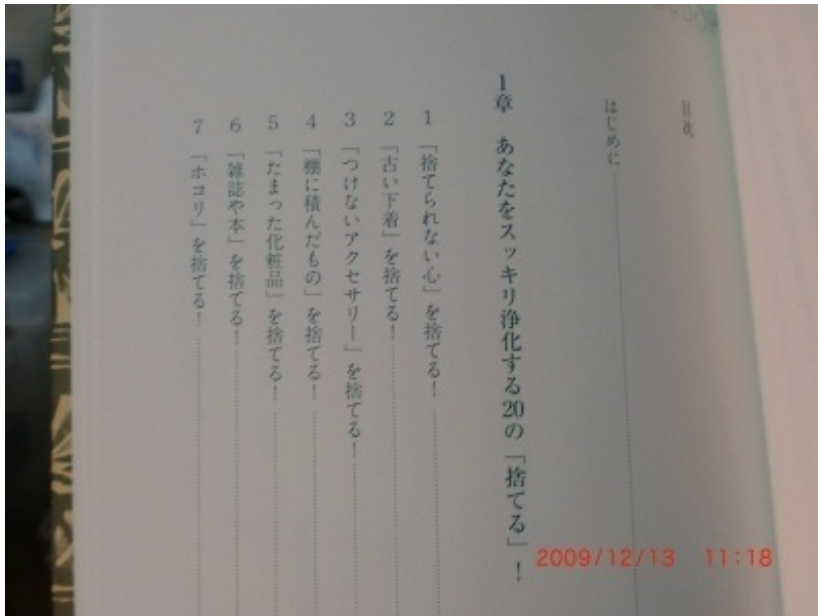 目次
はじめに
1章 あなたをスッキリ浄化する20の「捨てる」!
1 「捨てられない心」を捨てる!
2 「古い下着」を捨てる!
3 「つけないアクセサリー」を捨てる!
4 「棚に積んだもの」を捨てる!
5 「たまった化粧品」を捨てる!
6 「雑誌や本」を捨てる!
7 「ホコリ」を捨てる!
2009/12/13 11:18